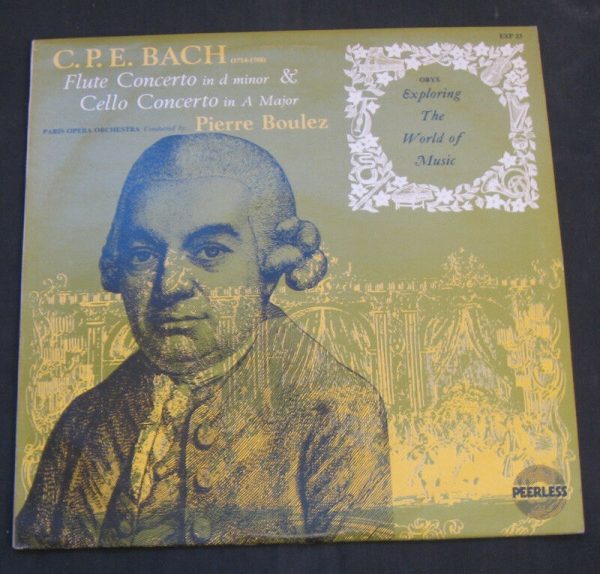 EXP 23
C.P.E. BACH (1714-1788)
Flute Concerto in d minor &
Cello Concerto in A Major
PARIS OPERA ORCHESTRA Conducted by Pierre Boulez
ORYX
Exploring
The
World of
Music
PEERLESS